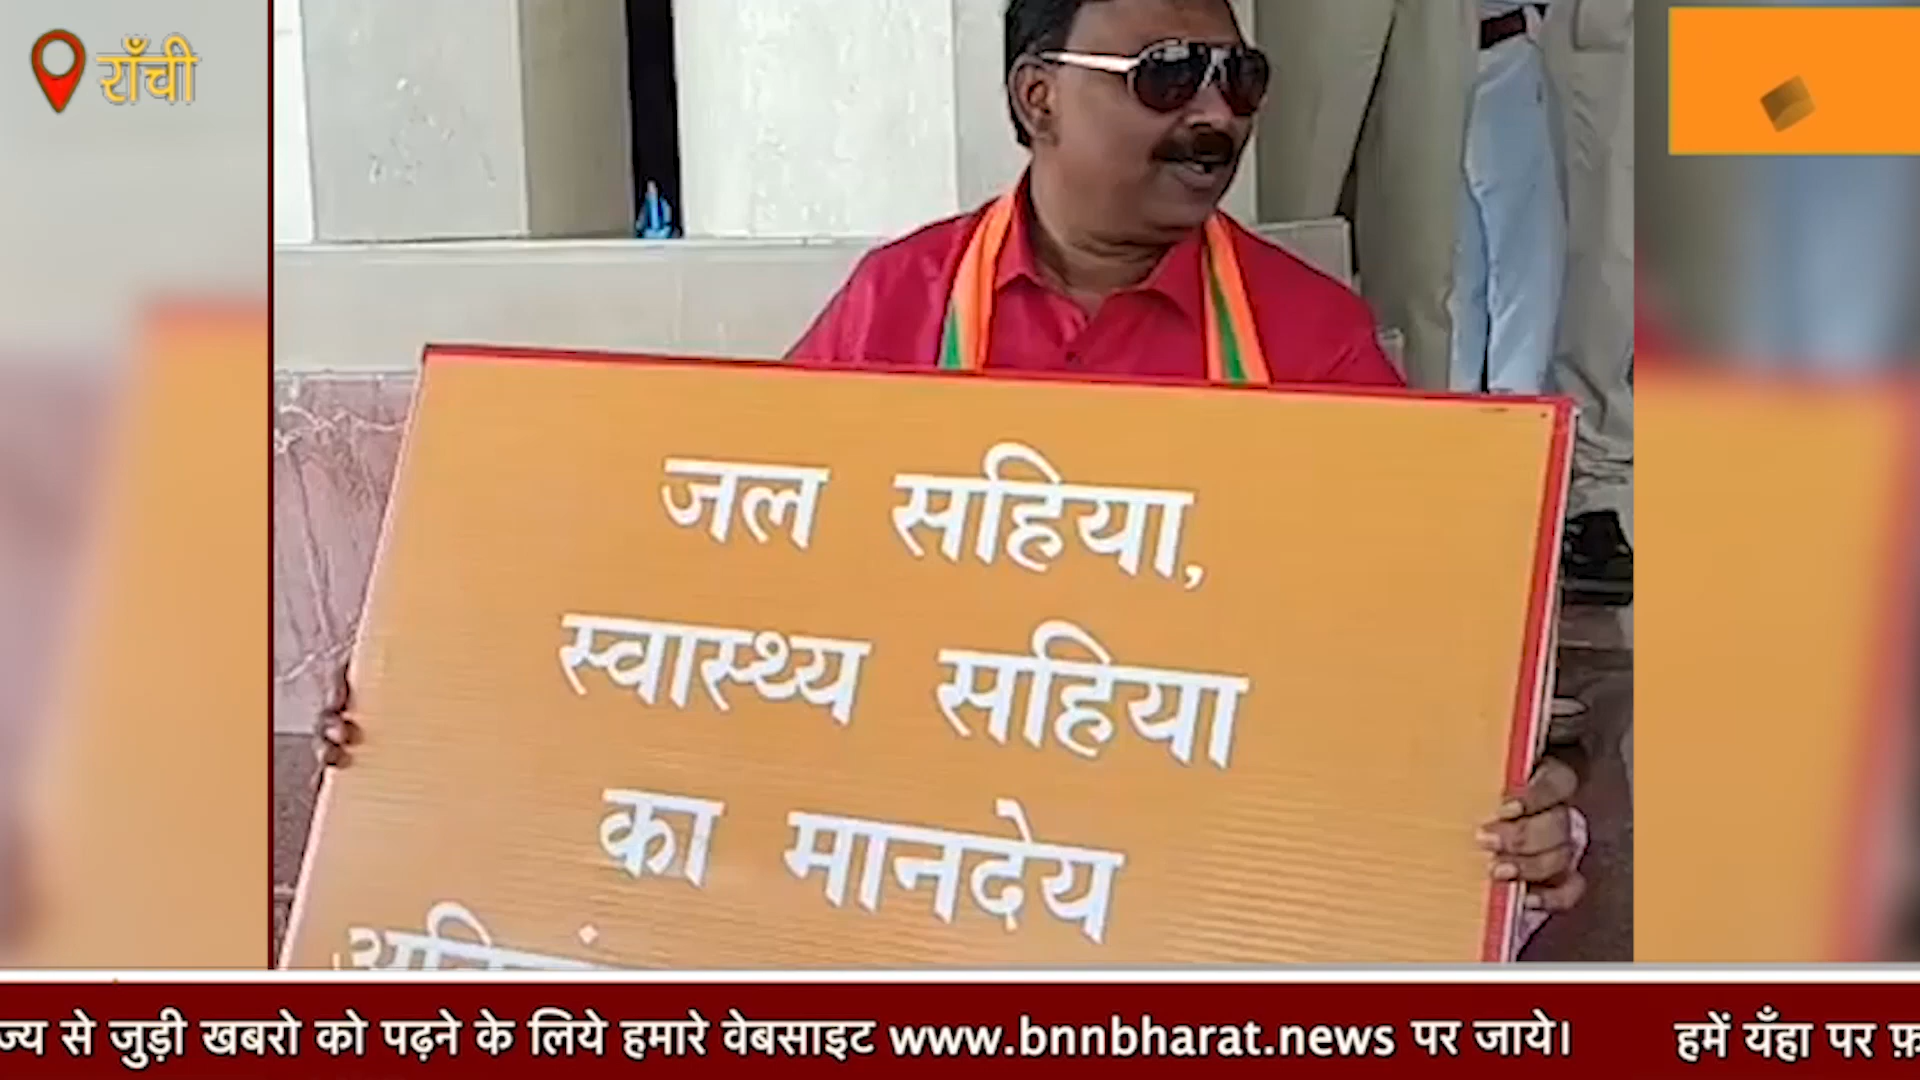 राँची
जल सहिया,
स्वास्थ्य सहिया
का मानदेय
से जुड़ी खबरो को पढ़ने के लिये हमारे वेबसाइट www.bnnbharat.news पर जाये। हमें यँहा पर